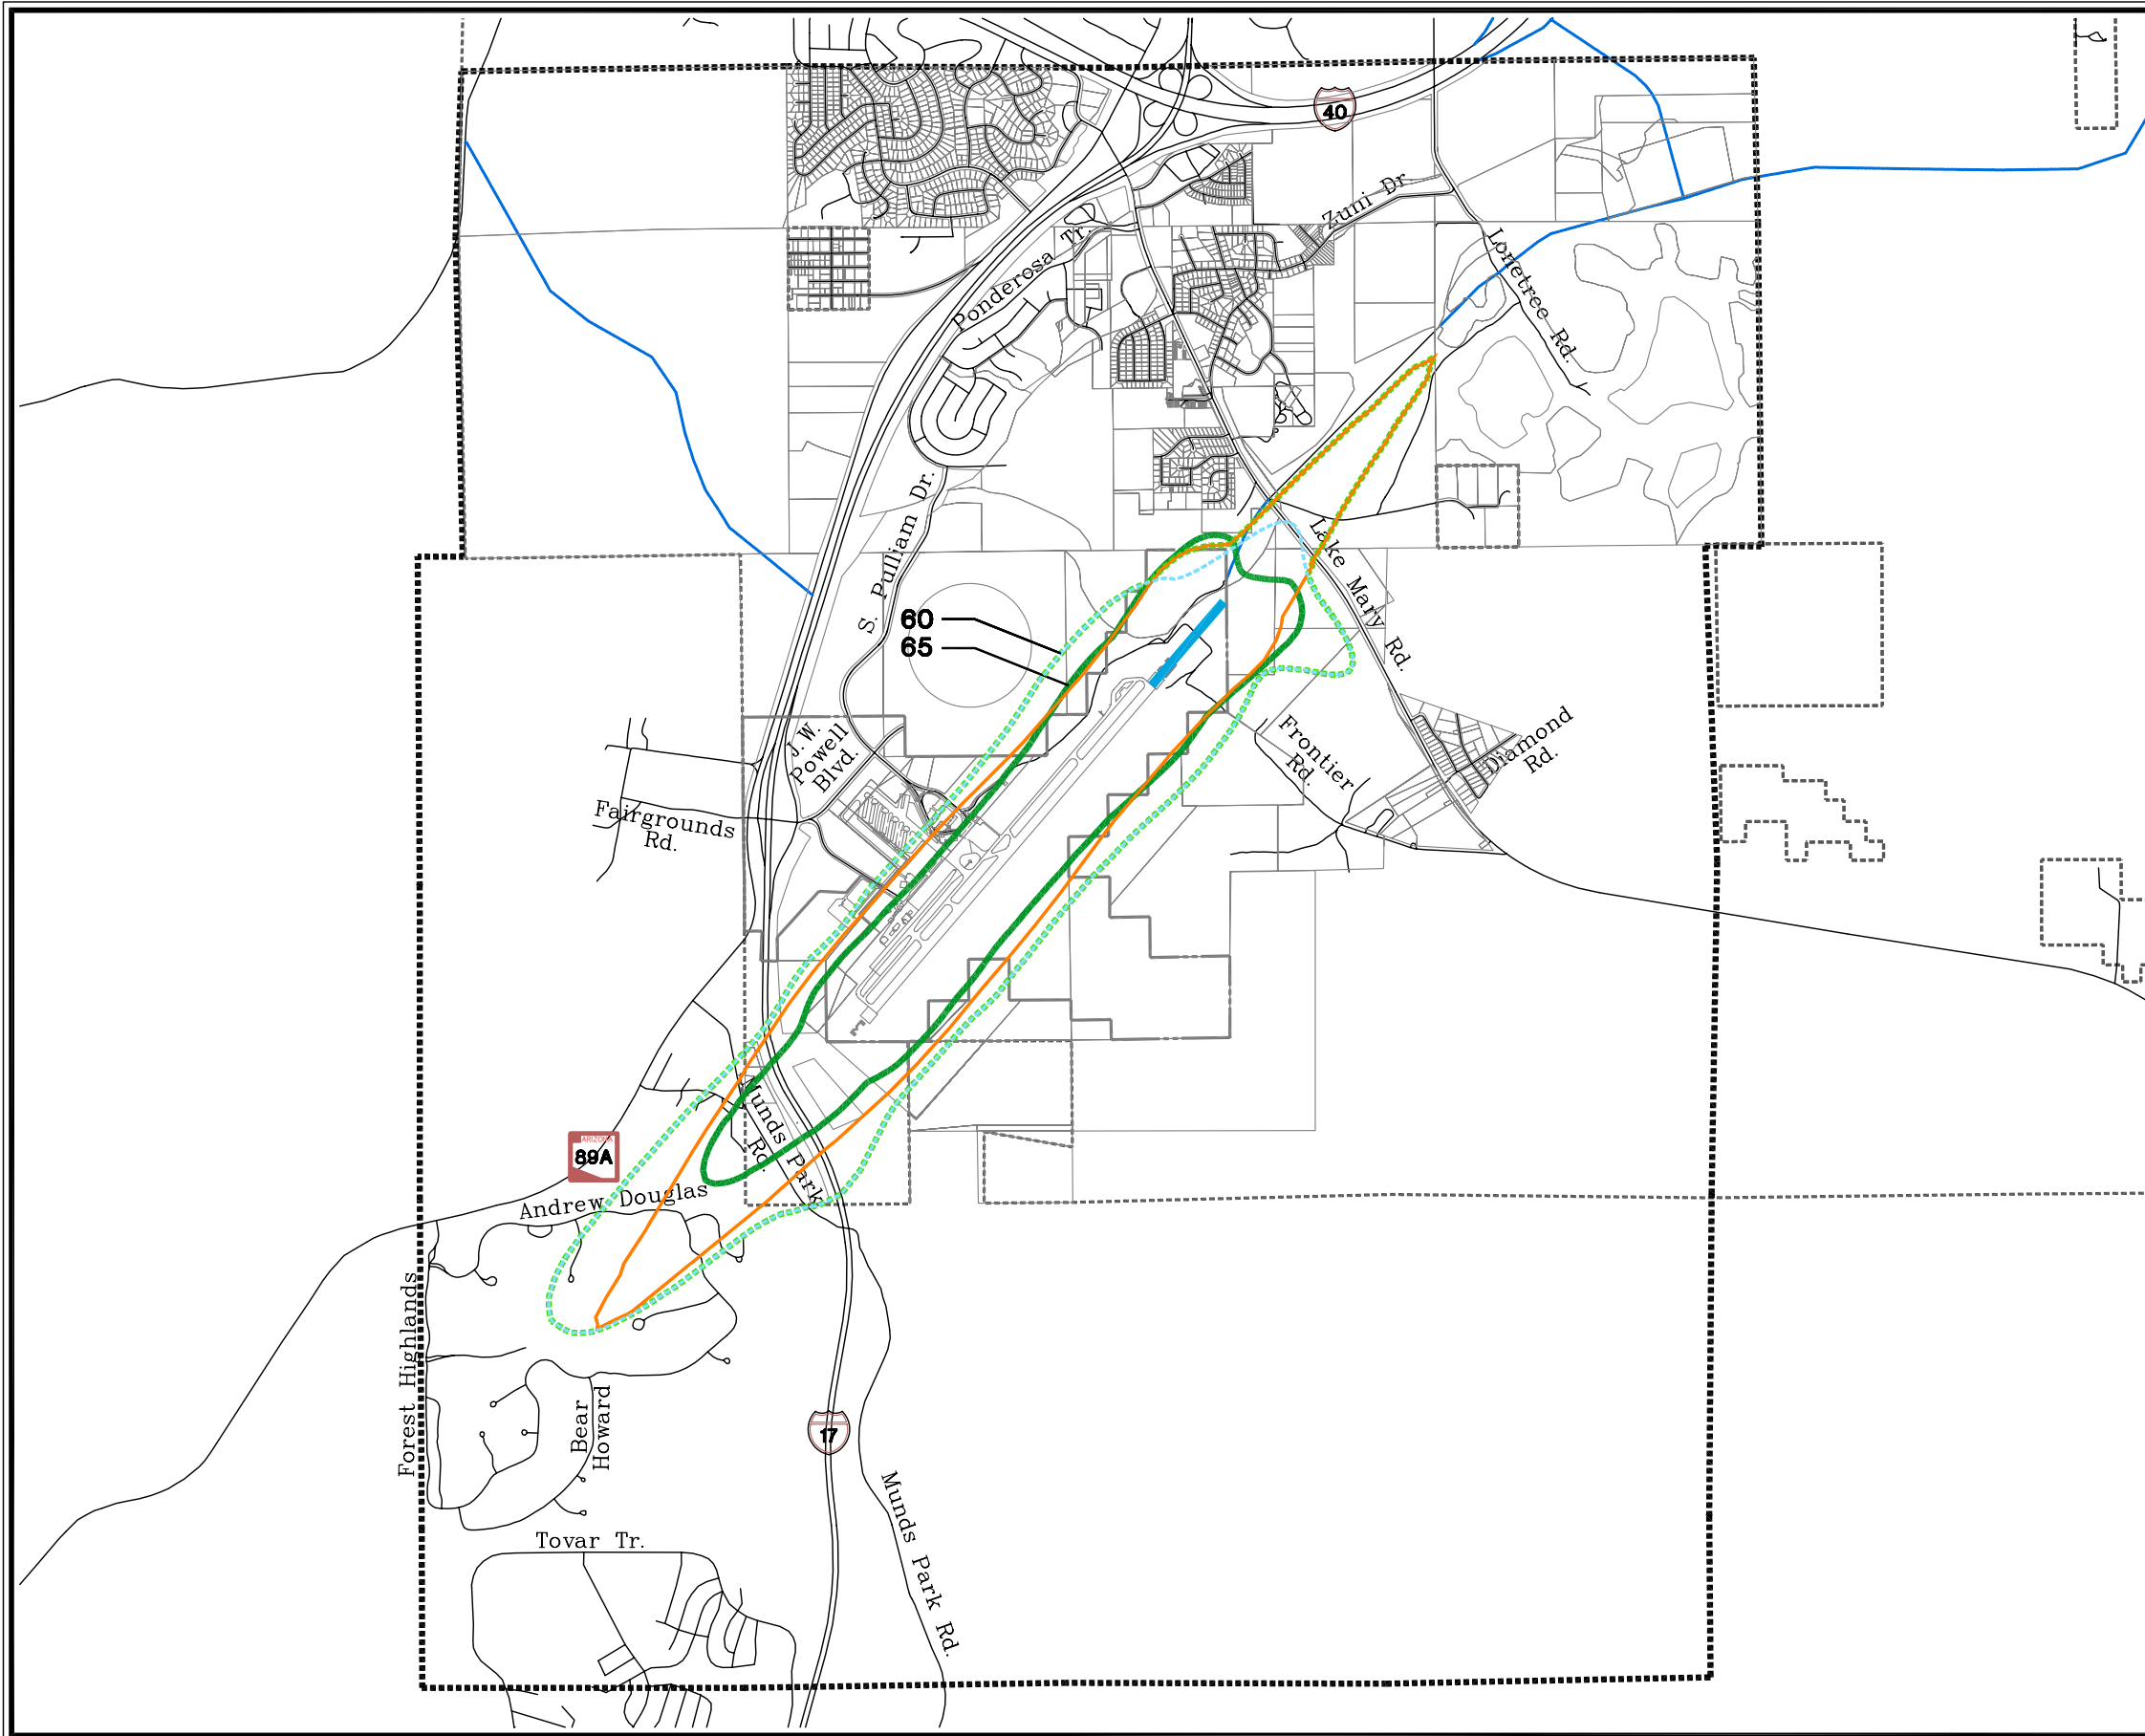 40
Zuni Dr.
Ponderosa Tr.
Lonetree Rd.
S. Pulliam Dr.
Lake Mary Rd.
60
65
J.W.
Powell
Blvd.
Frontier
Rd.
Diamond
Rd.
Fairgrounds
Rd.
Munds Park
Rd.
ARIZONA
89A
Andrew Douglas
Forest Highlands
Bear
Howard
17
Munds Park Rd.
Tovar Tr.